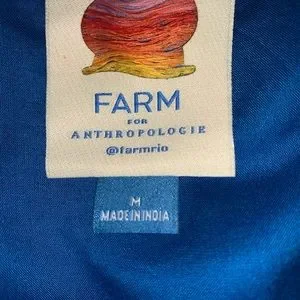 FARM
FOR
ANTHROPOLOGIE
@farmrio
M
MADE IN INDIA